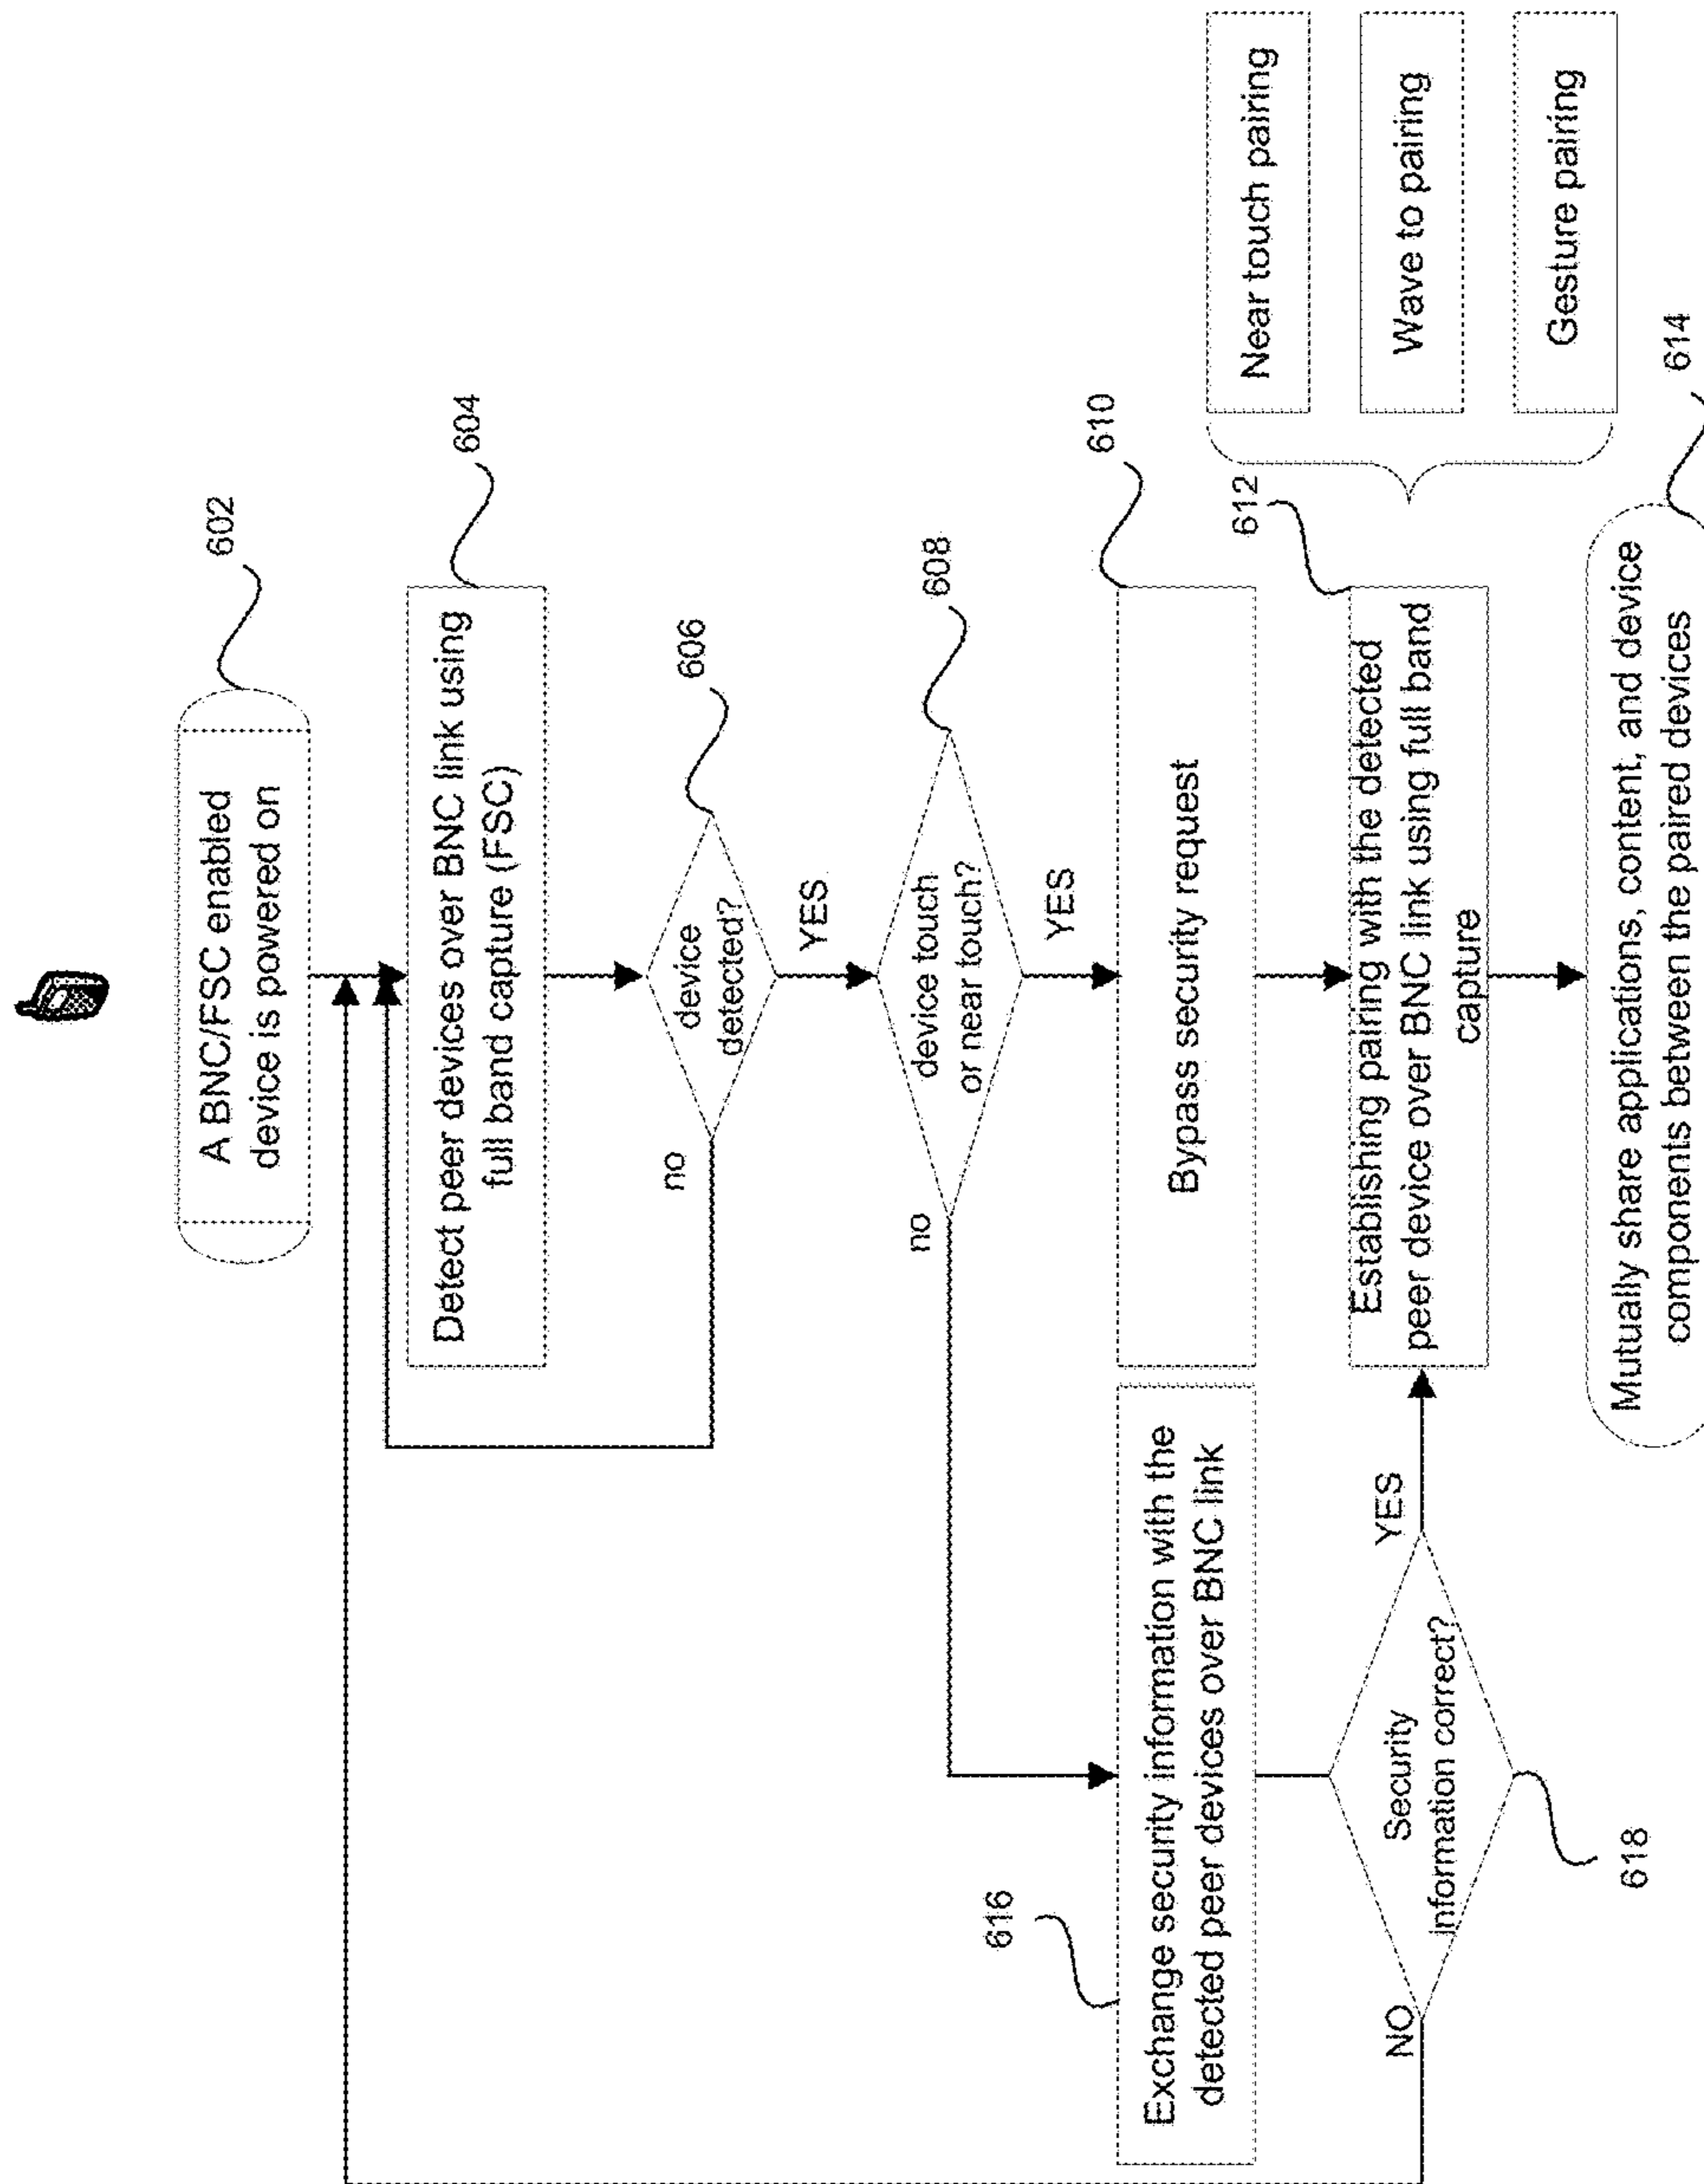 602
A BNC/FSC enabled
device is powered on
604
Detect peer devices over BNC link using
full band capture (FSC)
606
device
detected?
no
YES
608
device touch
or near touch?
no
YES
610
Bypass security request
616
Exchange security information with the
detected peer devices over BNC link
612
Establishing pairing with the detected
peer device over BNC link using full band
capture
Near touch pairing
Wave to pairing
Gesture pairing
Security
information correct?
YES
NO
618
614
Mutually share applications, content, and device
components between the paired devices